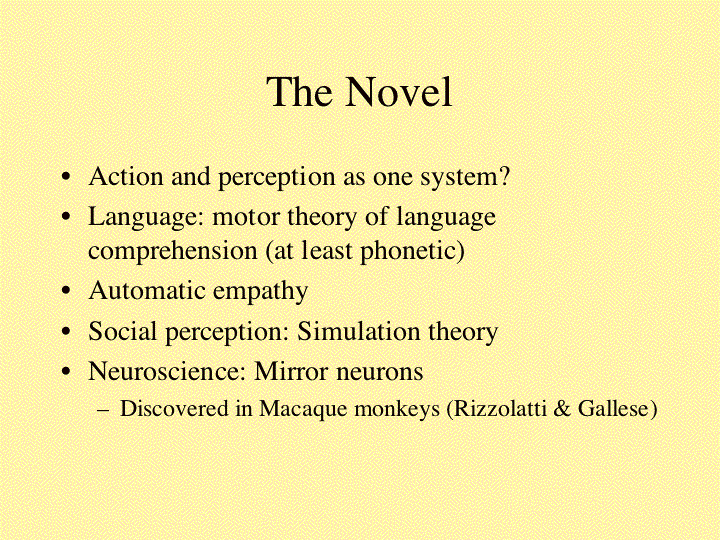 The Novel
• Action and perception as one system?
• Language: motor theory of language
comprehension (at least phonetic)
• Automatic empathy
• Social perception: Simulation theory
• Neuroscience: Mirror neurons
– Discovered in Macaque monkeys (Rizzolatti & Gallese)